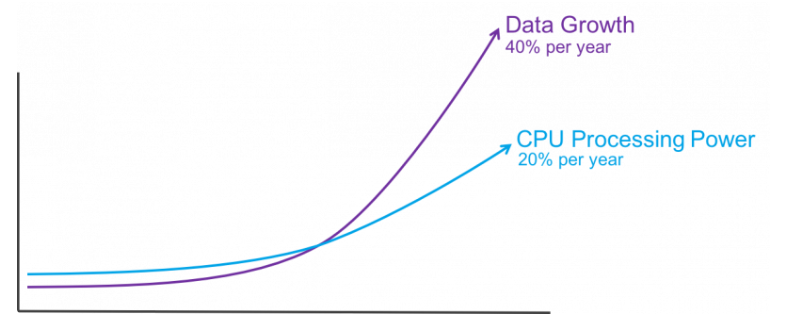 Data Growth
40% per year
CPU Processing Power
20% per year